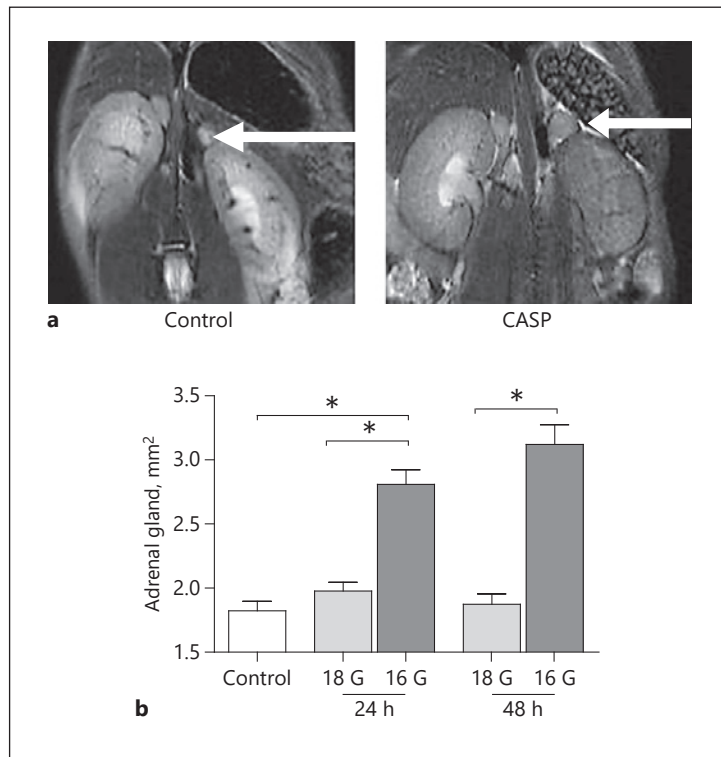 a Control CASP
3.5
3.0
2.5
2.0
1.5
Adrenal gland, mm²
* * *
Control 18 G 16 G 18 G 16 G
b 24 h 48 h